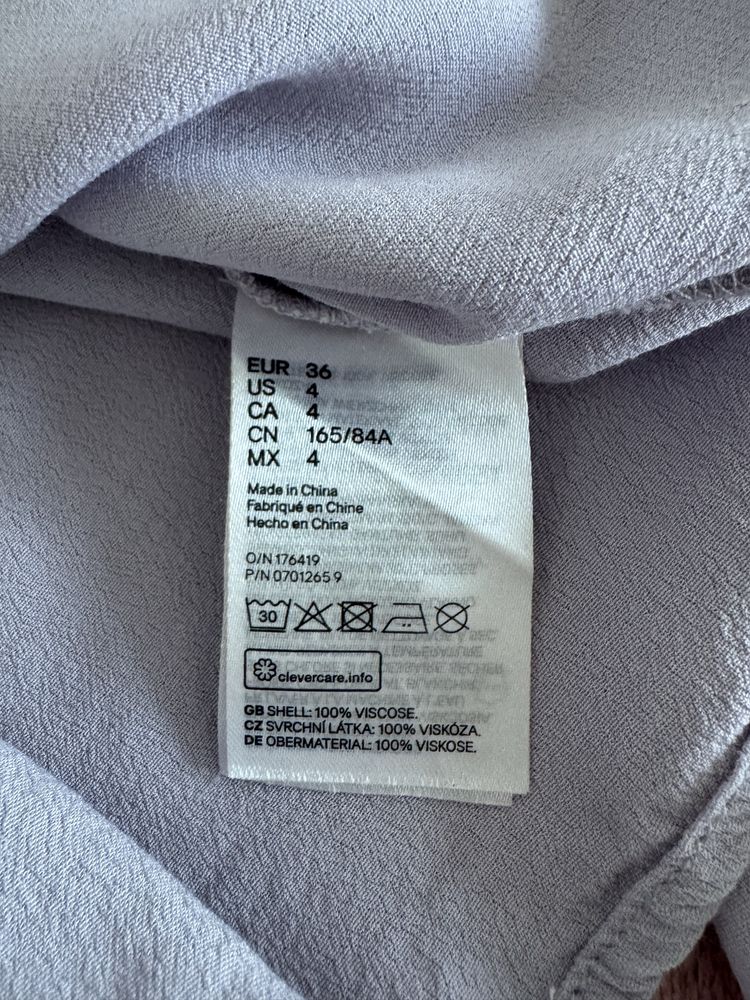 EUR 36
US 4
CA 4
CN 165/84A
MX 4
Made in China
Fabriqué en Chine
Hecho en China
O/N 176419
P/N 0701265 9
30
clevercare.info
GB SHELL: 100% VISCOSE.
CZ SVRCHNÍ LÁTKA: 100% VISKÓZA.
DE OBERMATERIAL: 100% VISKOSE.